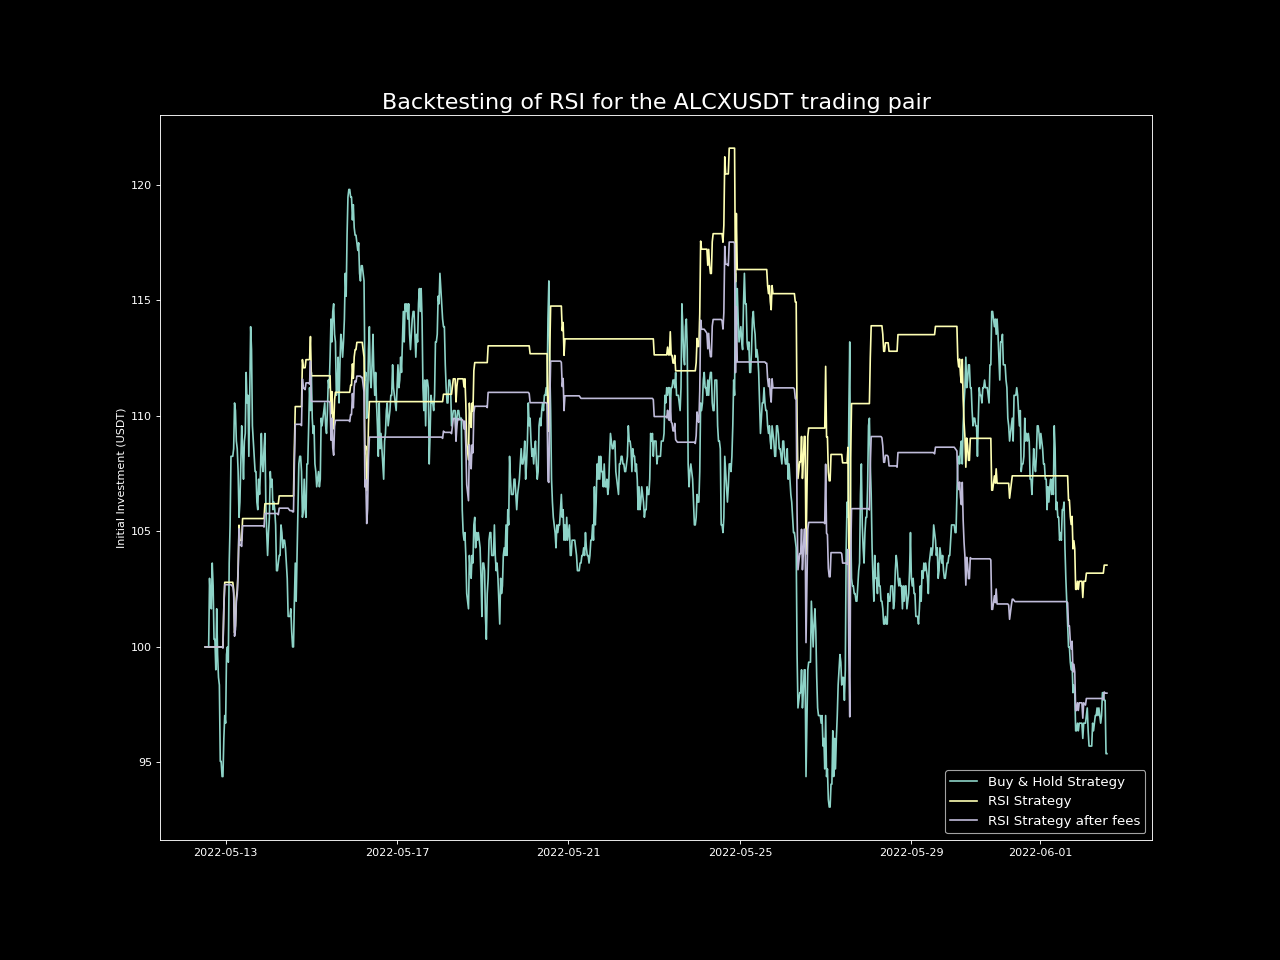 Backtesting of RSI for the ALCXUSDT trading pair
Initial Investment (USDT)
120
115
110
105
100
95
2022-05-13
2022-05-17
2022-05-21
2022-05-25
2022-05-29
2022-06-01
Buy & Hold Strategy
RSI Strategy
RSI Strategy after fees